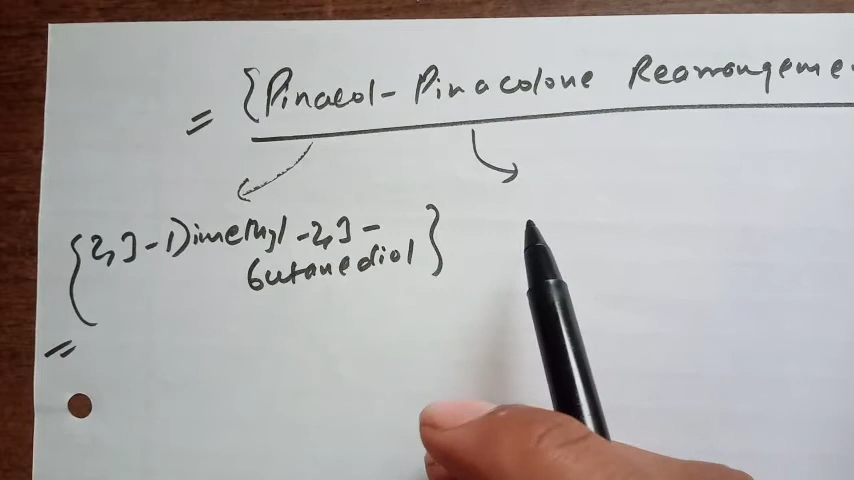 = {Pinacol-Pinacolone Rearrangeme
{2,3-Dimethyl-2,3-
butanediol}
=